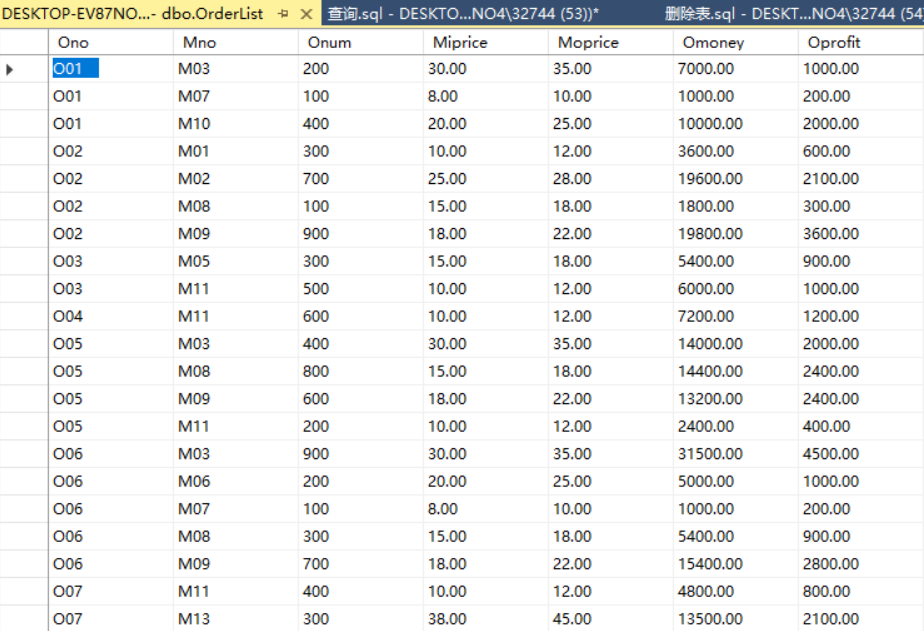 DESKTOP-EV87NO...- dbo.OrderList 查询.sql - DESKTO...NO4\32744 (53))* 删除表.sql - DESKT...NO4\32744 (54
Ono Mno Onum Miprice Moprice Omoney Oprofit
O01 M03 200 30.00 35.00 7000.00 1000.00
O01 M07 100 8.00 10.00 1000.00 200.00
O01 M10 400 20.00 25.00 10000.00 2000.00
O02 M01 300 10.00 12.00 3600.00 600.00
O02 M02 700 25.00 28.00 19600.00 2100.00
O02 M08 100 15.00 18.00 1800.00 300.00
O02 M09 900 18.00 22.00 19800.00 3600.00
O03 M05 300 15.00 18.00 5400.00 900.00
O03 M11 500 10.00 12.00 6000.00 1000.00
O04 M11 600 10.00 12.00 7200.00 1200.00
O05 M03 400 30.00 35.00 14000.00 2000.00
O05 M08 800 15.00 18.00 14400.00 2400.00
O05 M09 600 18.00 22.00 13200.00 2400.00
O05 M11 200 10.00 12.00 2400.00 400.00
O06 M03 900 30.00 35.00 31500.00 4500.00
O06 M06 200 20.00 25.00 5000.00 1000.00
O06 M07 100 8.00 10.00 1000.00 200.00
O06 M08 300 15.00 18.00 5400.00 900.00
O06 M09 700 18.00 22.00 15400.00 2800.00
O07 M11 400 10.00 12.00 4800.00 800.00
O07 M13 300 38.00 45.00 13500.00 2100.00